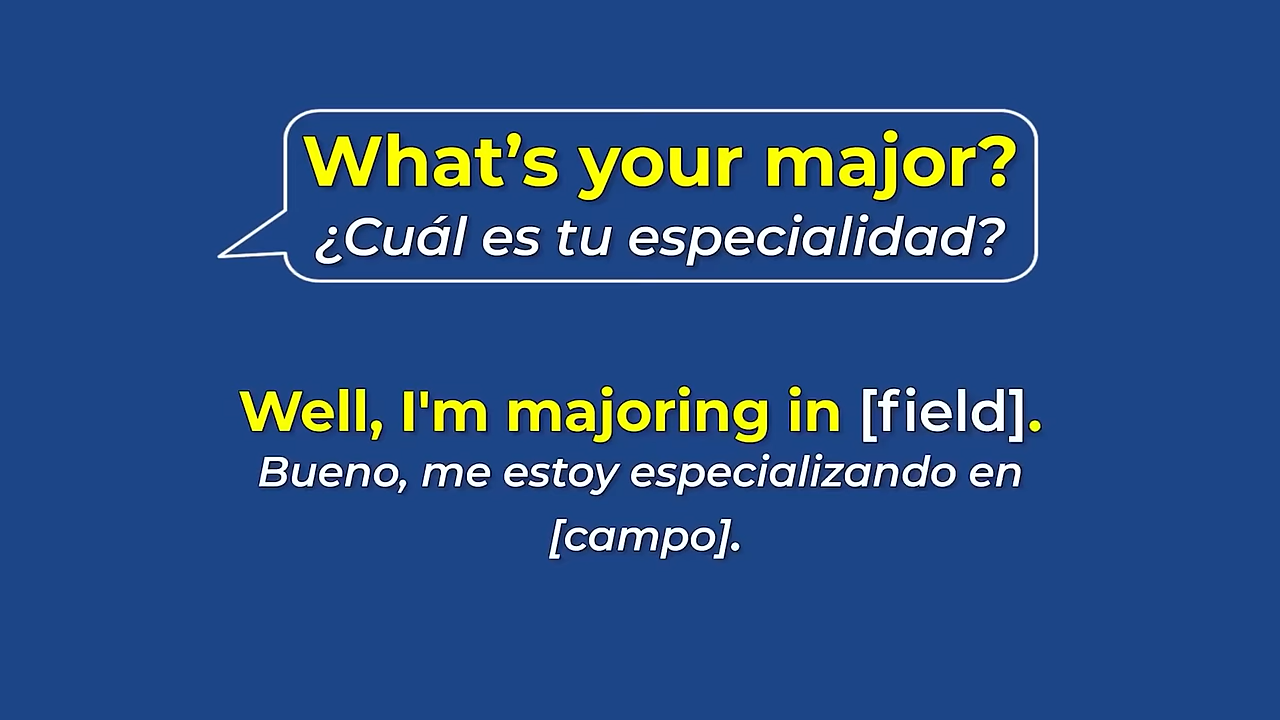 What’s your major?
¿Cuál es tu especialidad?
Well, I'm majoring in [field].
Bueno, me estoy especializando en
[campo].